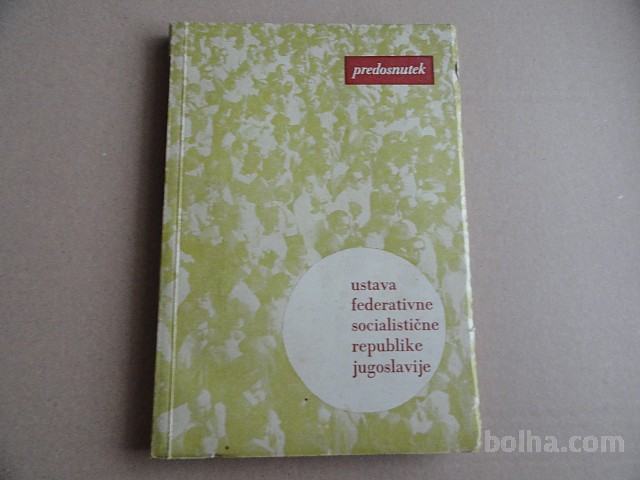 predosnutek
ustava
federativne
socialistične
republike
jugoslavije
bolha.com